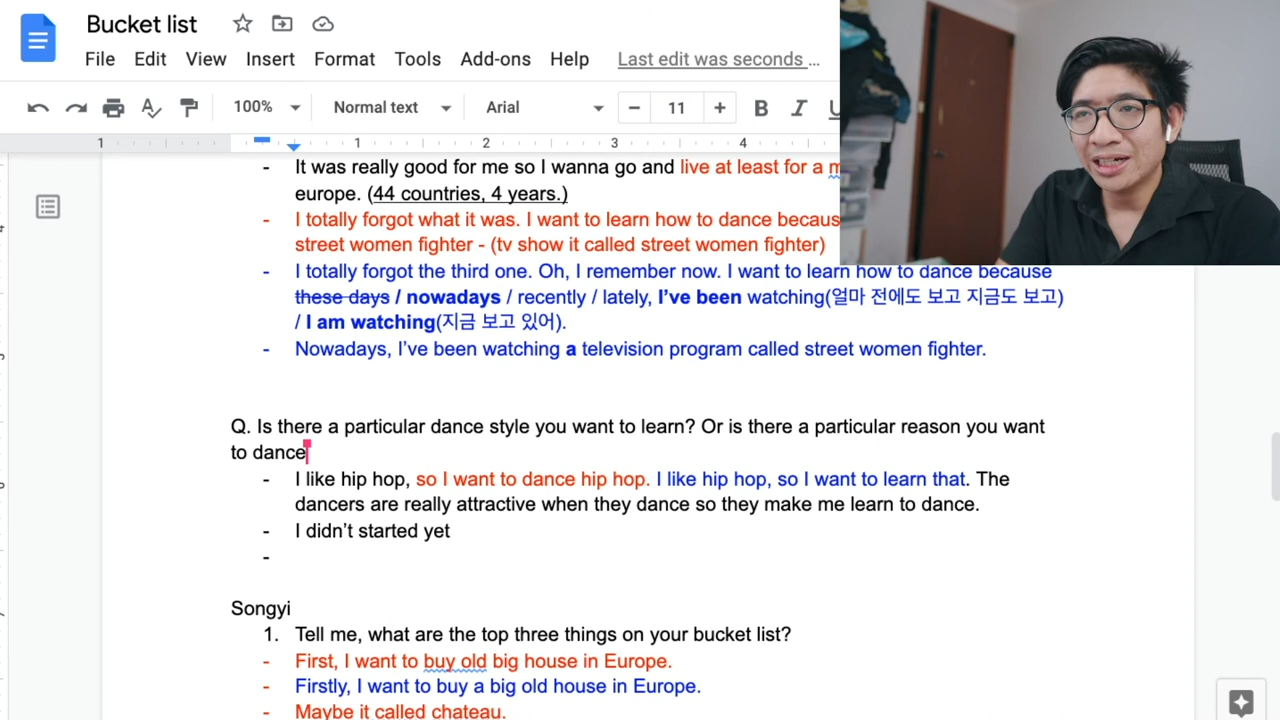 Bucket list
File Edit View Insert Format Tools Add-ons Help Last edit was seconds ...
100% Normal text Arial − 11 + B I U
1 1 2 3 4
- It was really good for me so I wanna go and live at least for a m
europe. (44 countries, 4 years.)
- I totally forgot what it was. I want to learn how to dance becaus
street women fighter - (tv show it called street women fighter)
- I totally forgot the third one. Oh, I remember now. I want to learn how to dance because
these days / nowadays / recently / lately, I've been watching(얼마 전에도 보고 지금도 보고)
/ I am watching(지금 보고 있어).
- Nowadays, I've been watching a television program called street women fighter.
Q. Is there a particular dance style you want to learn? Or is there a particular reason you want
to dance
- I like hip hop, so I want to dance hip hop. I like hip hop, so I want to learn that. The
dancers are really attractive when they dance so they make me learn to dance.
- I didn't started yet
-
Songyi
1. Tell me, what are the top three things on your bucket list?
- First, I want to buy old big house in Europe.
- Firstly, I want to buy a big old house in Europe.
- Maybe it called chateau.